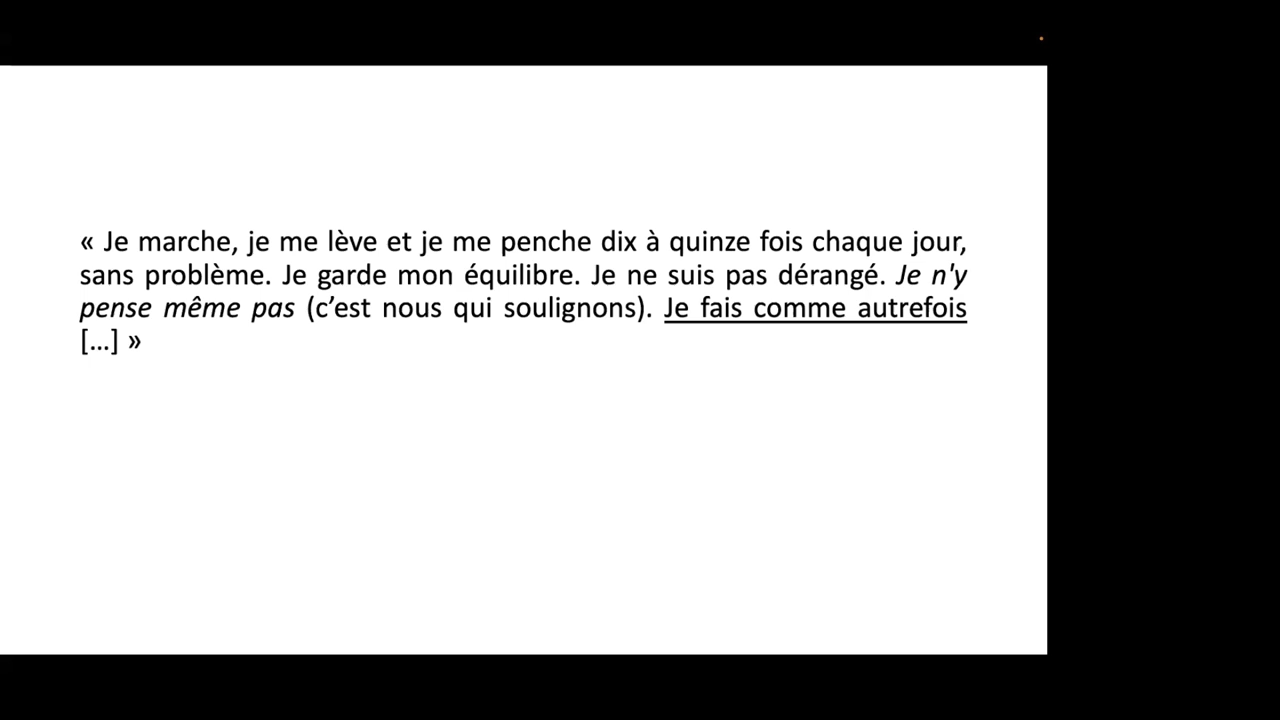 « Je marche, je me lève et je me penche dix à quinze fois chaque jour,
sans problème. Je garde mon équilibre. Je ne suis pas dérangé. Je n'y
pense même pas (c’est nous qui soulignons). Je fais comme autrefois
[…] »